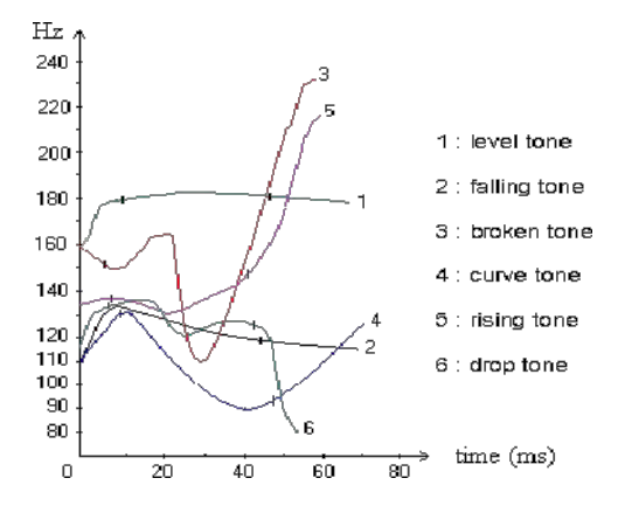 Hz
240
220
200
180
160
140
120
110
100
90
80
0 20 40 60 80
time (ms)
3
5
1
4
2
6
1 : level tone
2 : falling tone
3 : broken tone
4 : curve tone
5 : rising tone
6 : drop tone